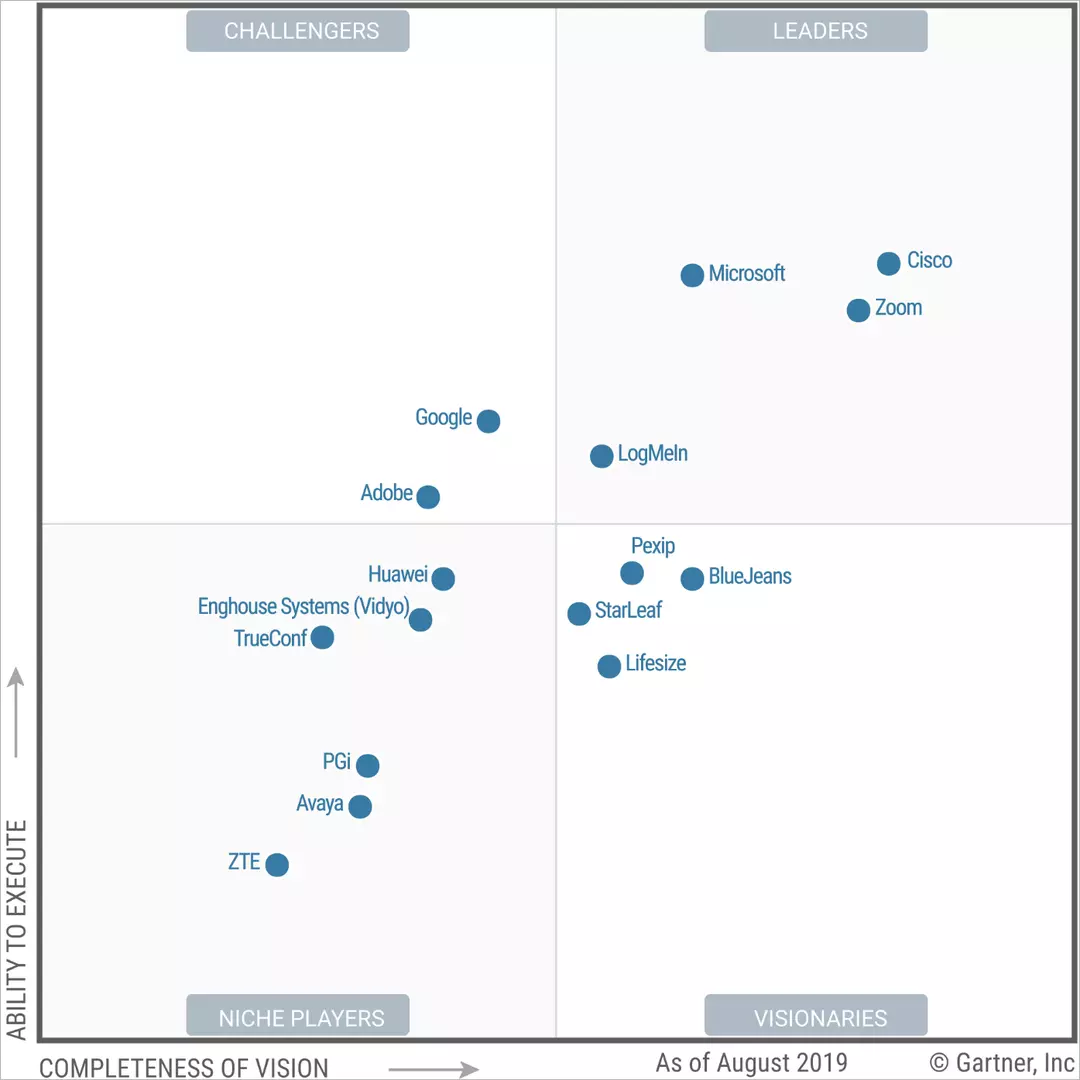 CHALLENGERS
LEADERS
Cisco
Microsoft
Zoom
Google
LogMeIn
Adobe
Pexip
Huawei
BlueJeans
Enghouse Systems (Vidyo)
StarLeaf
TrueConf
Lifesize
PGi
Avaya
ZTE
ABILITY TO EXECUTE
NICHE PLAYERS
VISIONARIES
COMPLETENESS OF VISION
As of August 2019
© Gartner, Inc